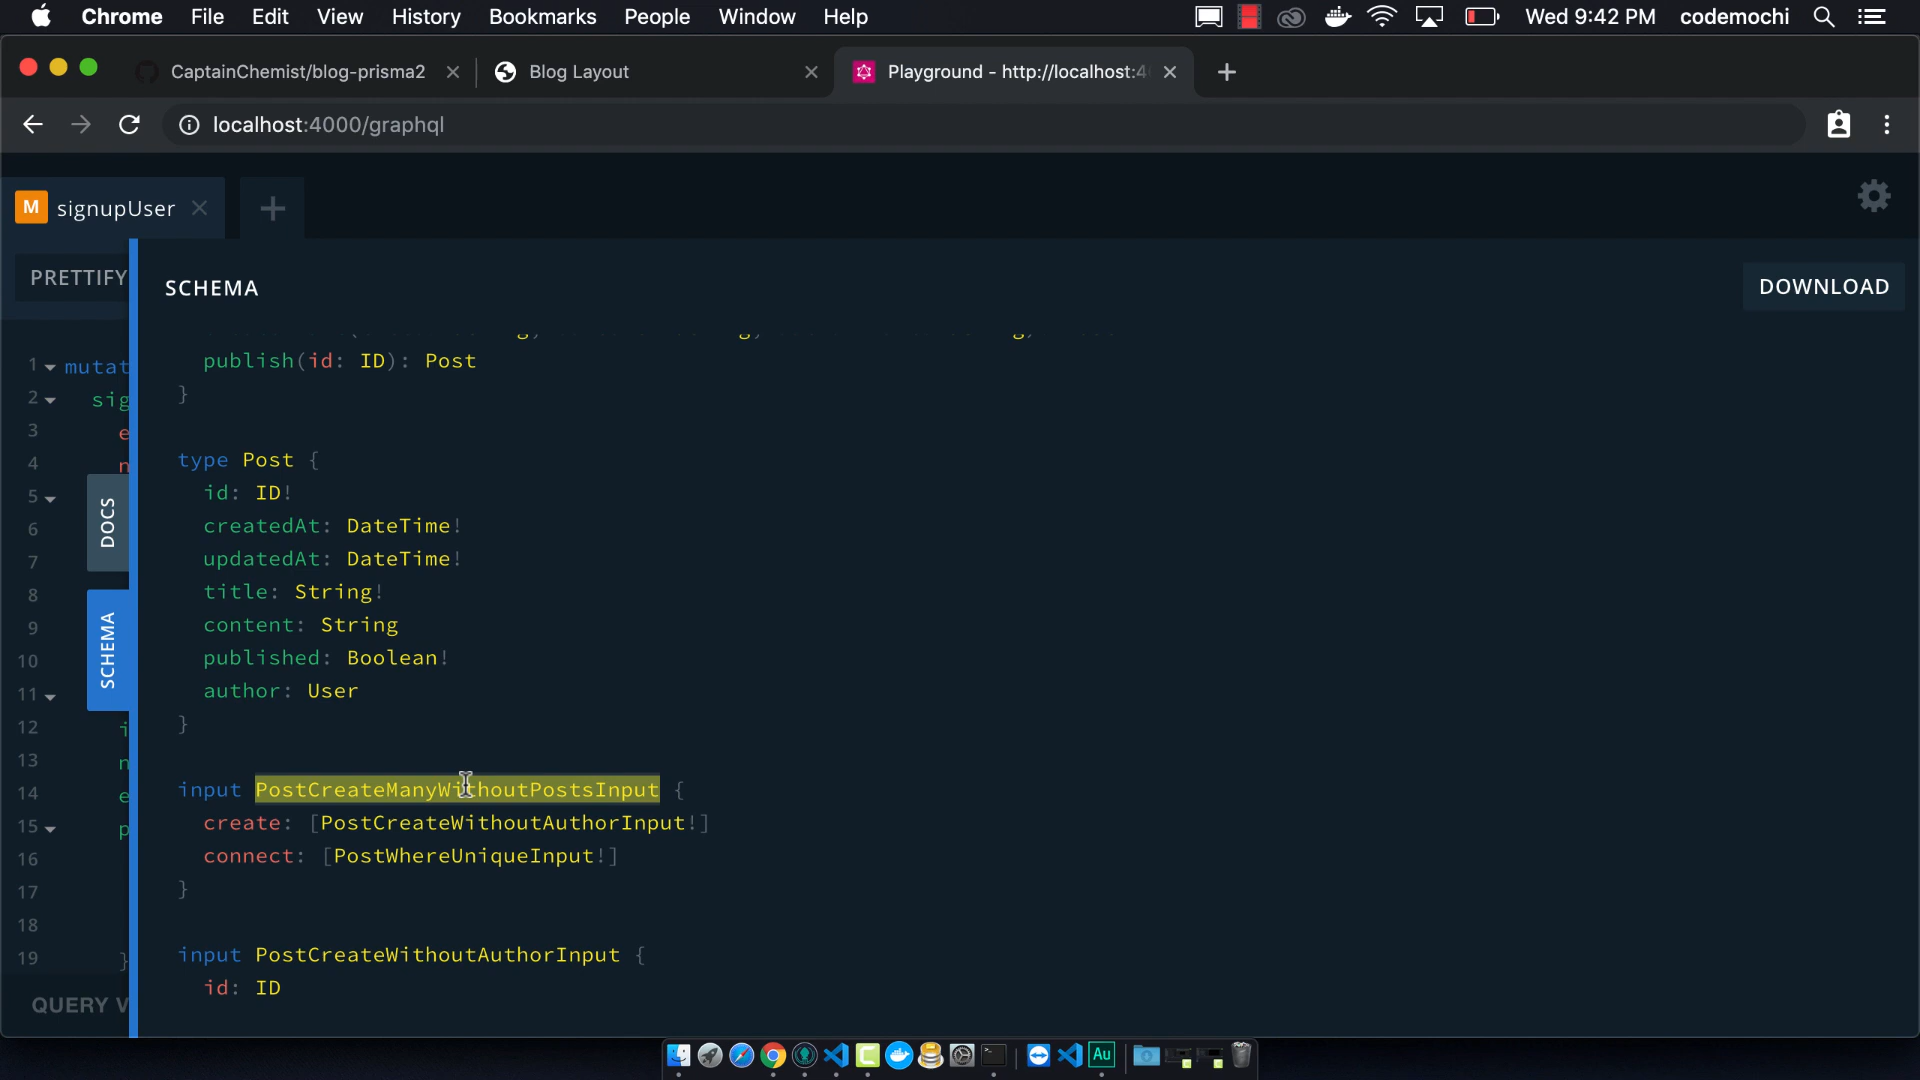 Chrome File Edit View History Bookmarks People Window Help Wed 9:42 PM codemochi
CaptainChemist/blog-prisma2
Blog Layout
Playground - http://localhost:4
localhost:4000/graphql
M signupUser
PRETTIFY
SCHEMA
DOWNLOAD
publish(id: ID): Post
}
type Post {
id: ID!
createdAt: DateTime!
updatedAt: DateTime!
title: String!
content: String
published: Boolean!
author: User
}
input PostCreateManyWithoutPostsInput {
create: [PostCreateWithoutAuthorInput!]
connect: [PostWhereUniqueInput!]
}
input PostCreateWithoutAuthorInput {
id: ID
DOCS
SCHEMA
1 mutat
2 sig
3 e
4 n
5
6
7
8
9
10
11
12 i
13 n
14 e
15 p
16
17
18
19 }
QUERY V
Au